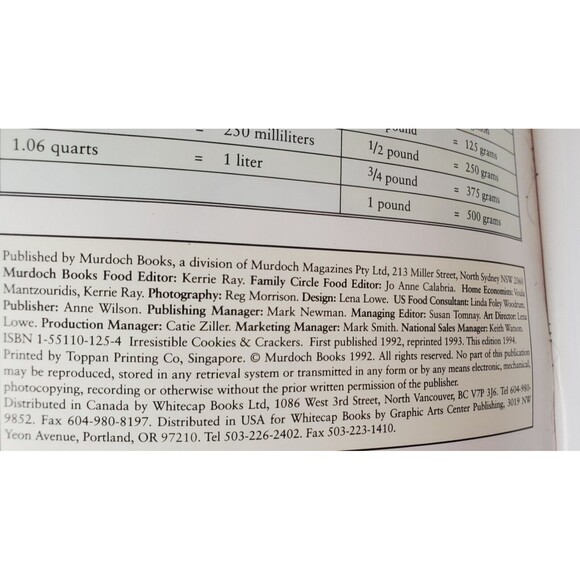 = 250 milliliters
1.06 quarts = 1 liter
pound = 125 grams
1/2 pound = 250 grams
3/4 pound = 375 grams
1 pound = 500 grams
Published by Murdoch Books, a division of Murdoch Magazines Pty Ltd, 213 Miller Street, North Sydney NSW
Murdoch Books Food Editor: Kerrie Ray. Family Circle Food Editor: Jo Anne Calabria. Home Economists: Voula
Mantzouridis, Kerrie Ray. Photography: Reg Morrison. Design: Lena Lowe. US Food Consultant: Linda Foley Woodrum.
Publisher: Anne Wilson. Publishing Manager: Mark Newman. Managing Editor: Susan Tomnay. Art Director: Lena
Lowe. Production Manager: Catie Ziller. Marketing Manager: Mark Smith. National Sales Manager: Keith Watson.
ISBN 1-55110-125-4 Irresistible Cookies & Crackers. First published 1992, reprinted 1993. This edition 1994.
Printed by Toppan Printing Co, Singapore. © Murdoch Books 1992. All rights reserved. No part of this publication
may be reproduced, stored in any retrieval system or transmitted in any form or by any means electronic, mechanical,
photocopying, recording or otherwise without the prior written permission of the publisher.
Distributed in Canada by Whitecap Books Ltd, 1086 West 3rd Street, North Vancouver, BC V7P 3J6. Tel 604-980-
9852. Fax 604-980-8197. Distributed in USA for Whitecap Books by Graphic Arts Center Publishing, 3019 NW
Yeon Avenue, Portland, OR 97210. Tel 503-226-2402. Fax 503-223-1410.